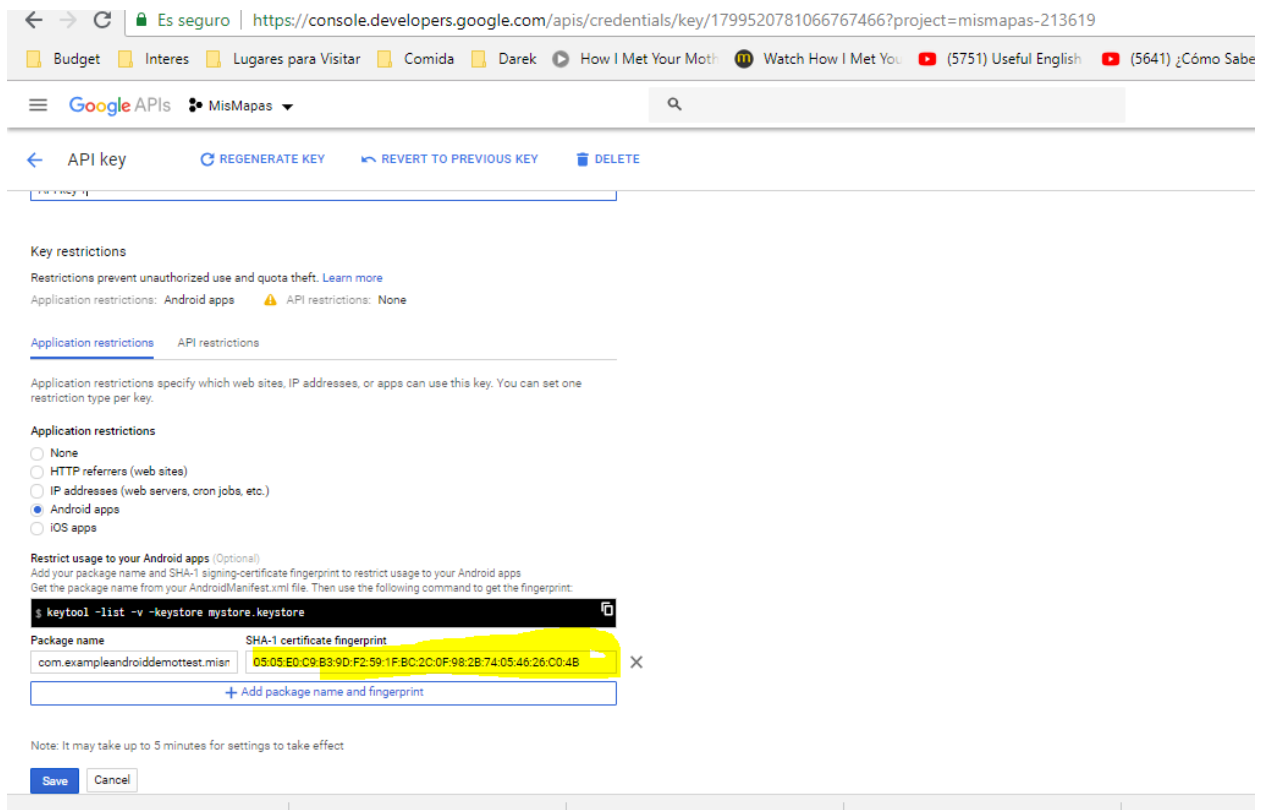 Es seguro | https://console.developers.google.com/apis/credentials/key/1799520781066767466?project=mismapas-213619
Budget Interes Lugares para Visitar Comida Darek How I Met Your Moth Watch How I Met You (5751) Useful English (5641) ¿Cómo Sabe
Google APIs MisMapas
API key REGENERATE KEY REVERT TO PREVIOUS KEY DELETE
Key restrictions
Restrictions prevent unauthorized use and quota theft. Learn more
Application restrictions: Android apps API restrictions: None
Application restrictions API restrictions
Application restrictions specify which web sites, IP addresses, or apps can use this key. You can set one
restriction type per key.
Application restrictions
None
HTTP referrers (web sites)
IP addresses (web servers, cron jobs, etc.)
Android apps
iOS apps
Restrict usage to your Android apps (Optional)
Add your package name and SHA-1 signing-certificate fingerprint to restrict usage to your Android apps
Get the package name from your AndroidManifest.xml file. Then use the following command to get the fingerprint:
$ keytool -list -v -keystore mystore.keystore
Package name SHA-1 certificate fingerprint
com.exampleandroiddemottest.misn 05:05:E0:C9:B3:9D:F2:59:1F:BC:2C:0F:98:2B:74:05:46:26:C0:4B
+ Add package name and fingerprint
Note: It may take up to 5 minutes for settings to take effect
Save Cancel